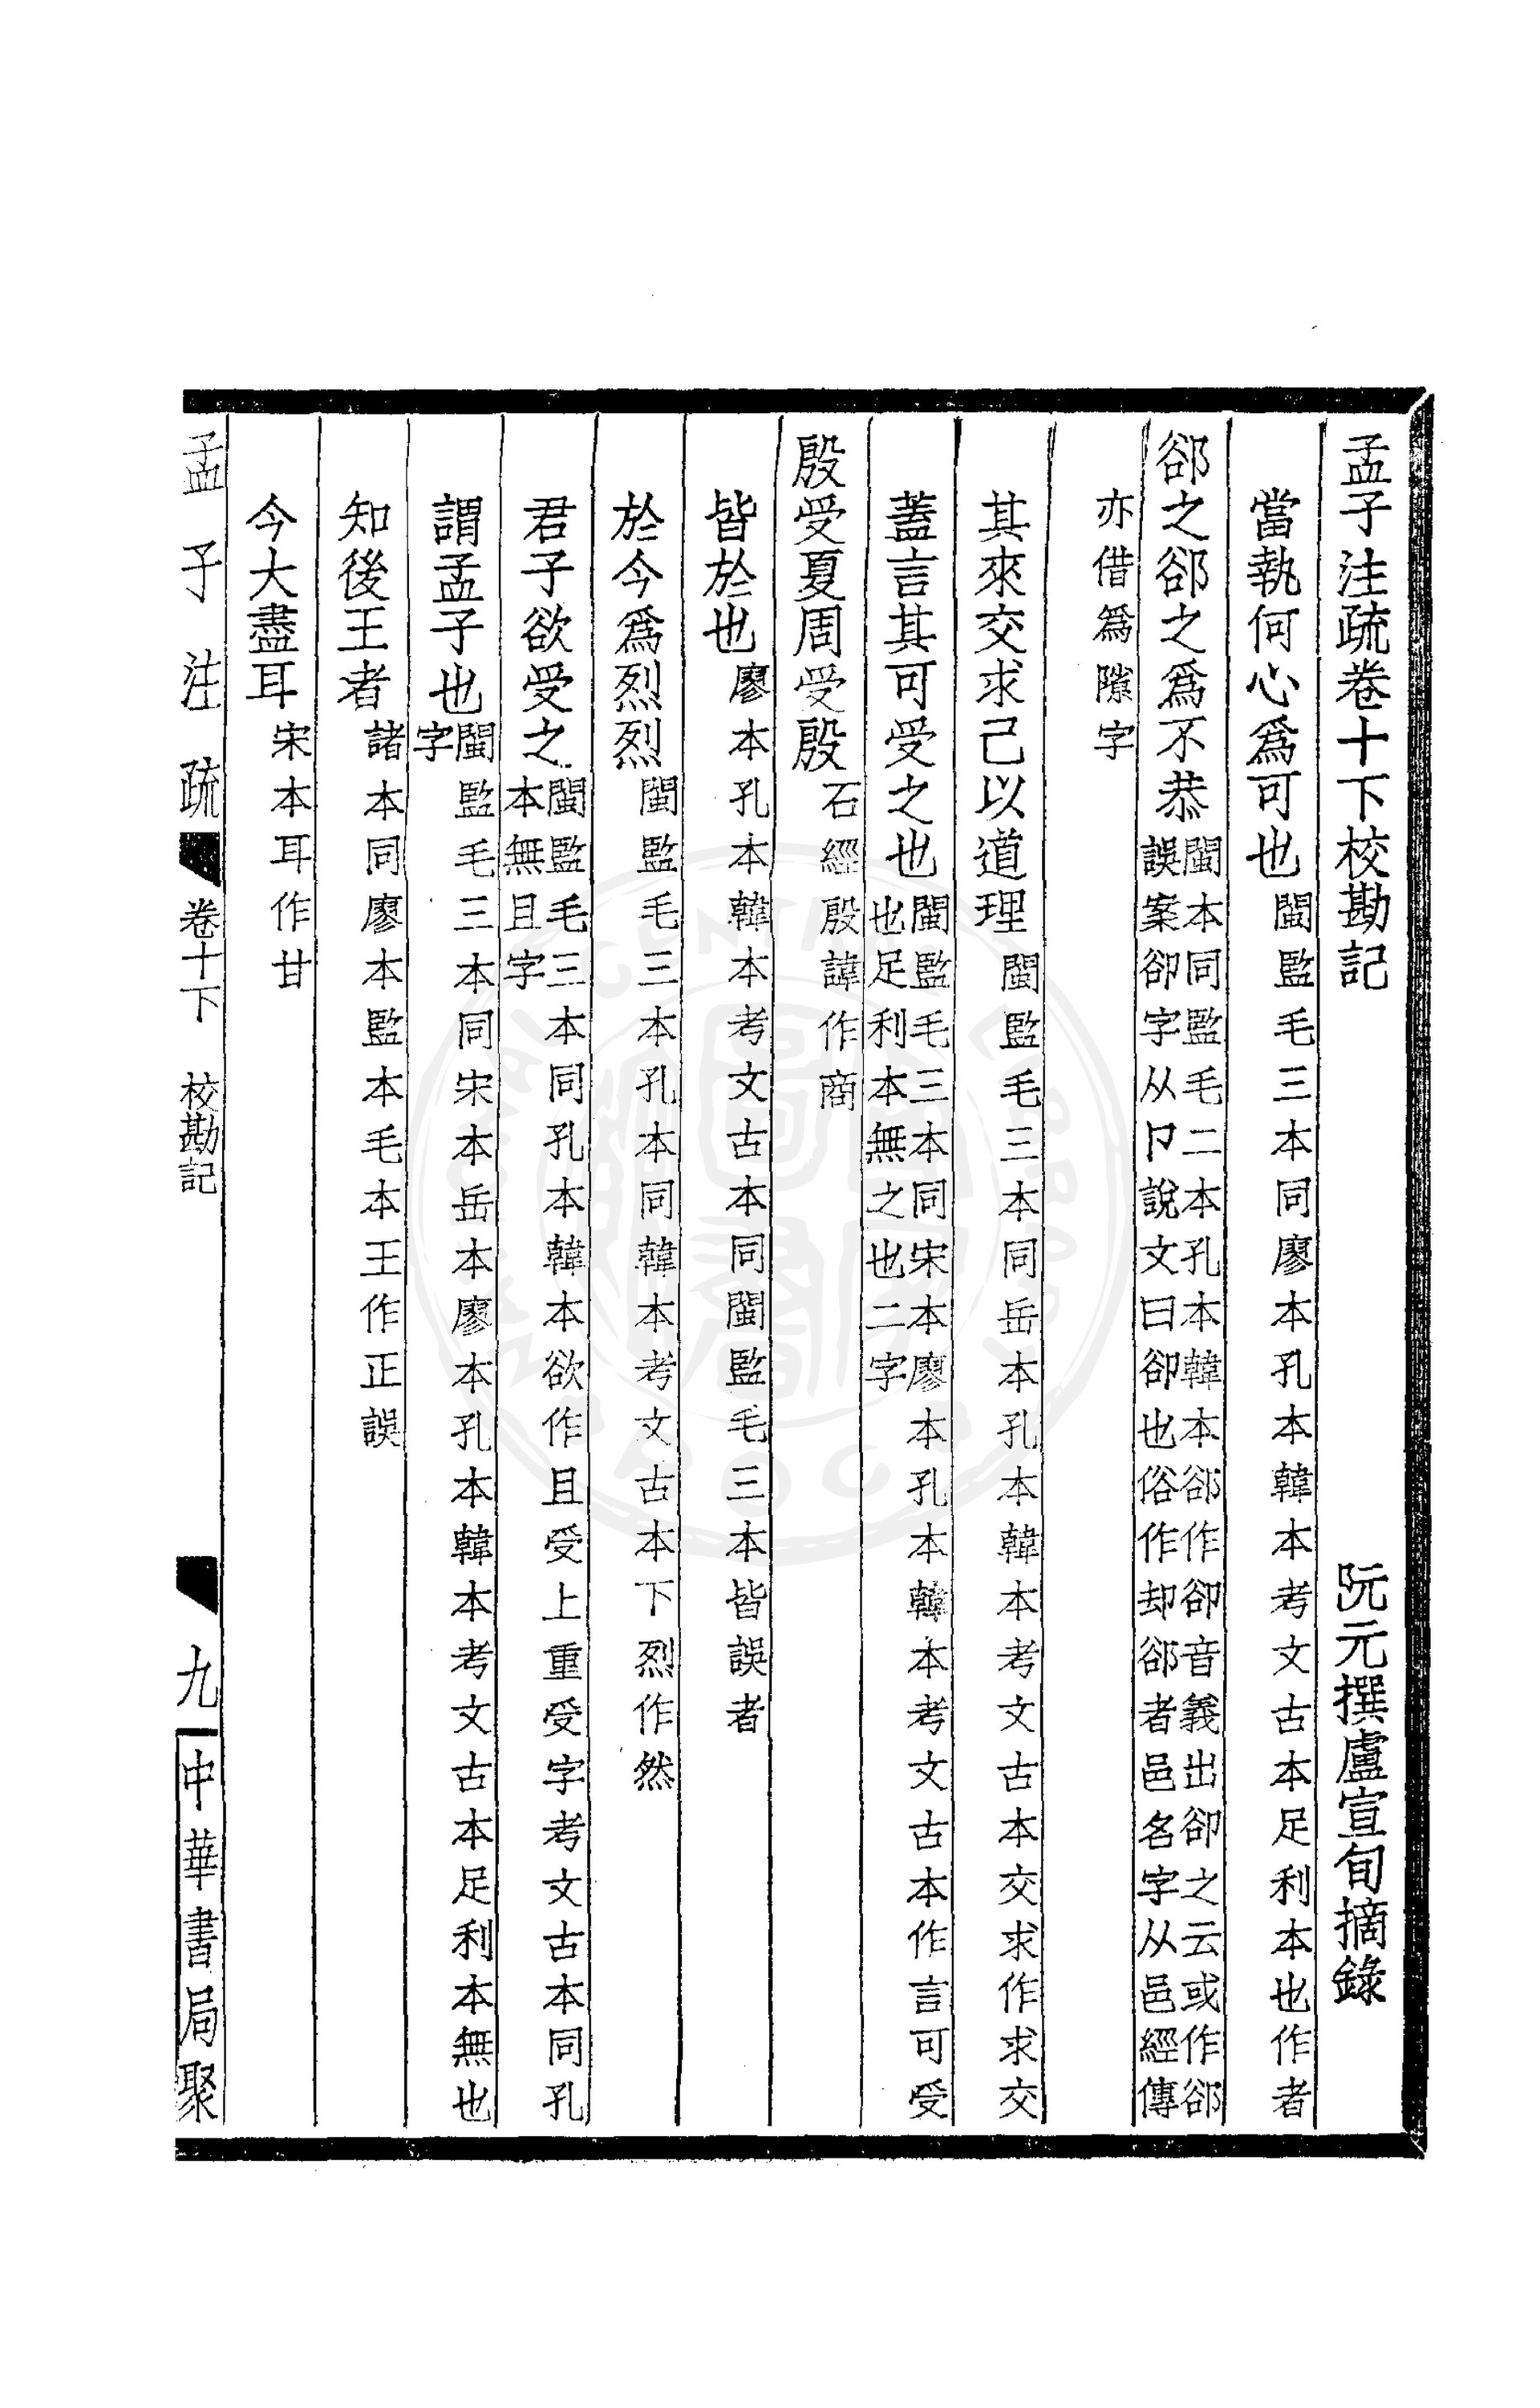 孟子注疏卷十下校勘記 阮元撰盧宣旬摘錄
當執何心爲可也 閩監毛三本同廖本孔本韓本考文古本足利本也作者
郤之郤之爲不恭 閩本同監毛二本孔本韓本郤作卻音義出卻之云或作郤
誤案卻字从卩說文曰卻也俗作却郤者邑名字从邑經傳
亦借爲隙字
其來交求己以道理 閩監毛三本同岳本孔本韓本考文古本交求作求交
蓋言其可受之也 閩監毛三本同宋本廖本孔本韓本考文古本作言可受
也足利本無之也二字
殷受夏周受殷 石經殷諱作商
皆於也 廖本孔本韓本考文古本同閩監毛三本皆誤者
於今爲烈烈 閩監毛三本孔本同韓本考文古本下烈作然
君子欲受之 閩監毛三本同孔本韓本欲作且受上重受字考文古本同孔
本無且字
謂孟子也 閩監毛三本同宋本岳本廖本孔本韓本考文古本足利本無也
字
知後王者 諸本同廖本監本毛本王作正誤
今大盡耳 宋本耳作甘
孟子注疏 卷十下 校勘記 九 中華書局聚